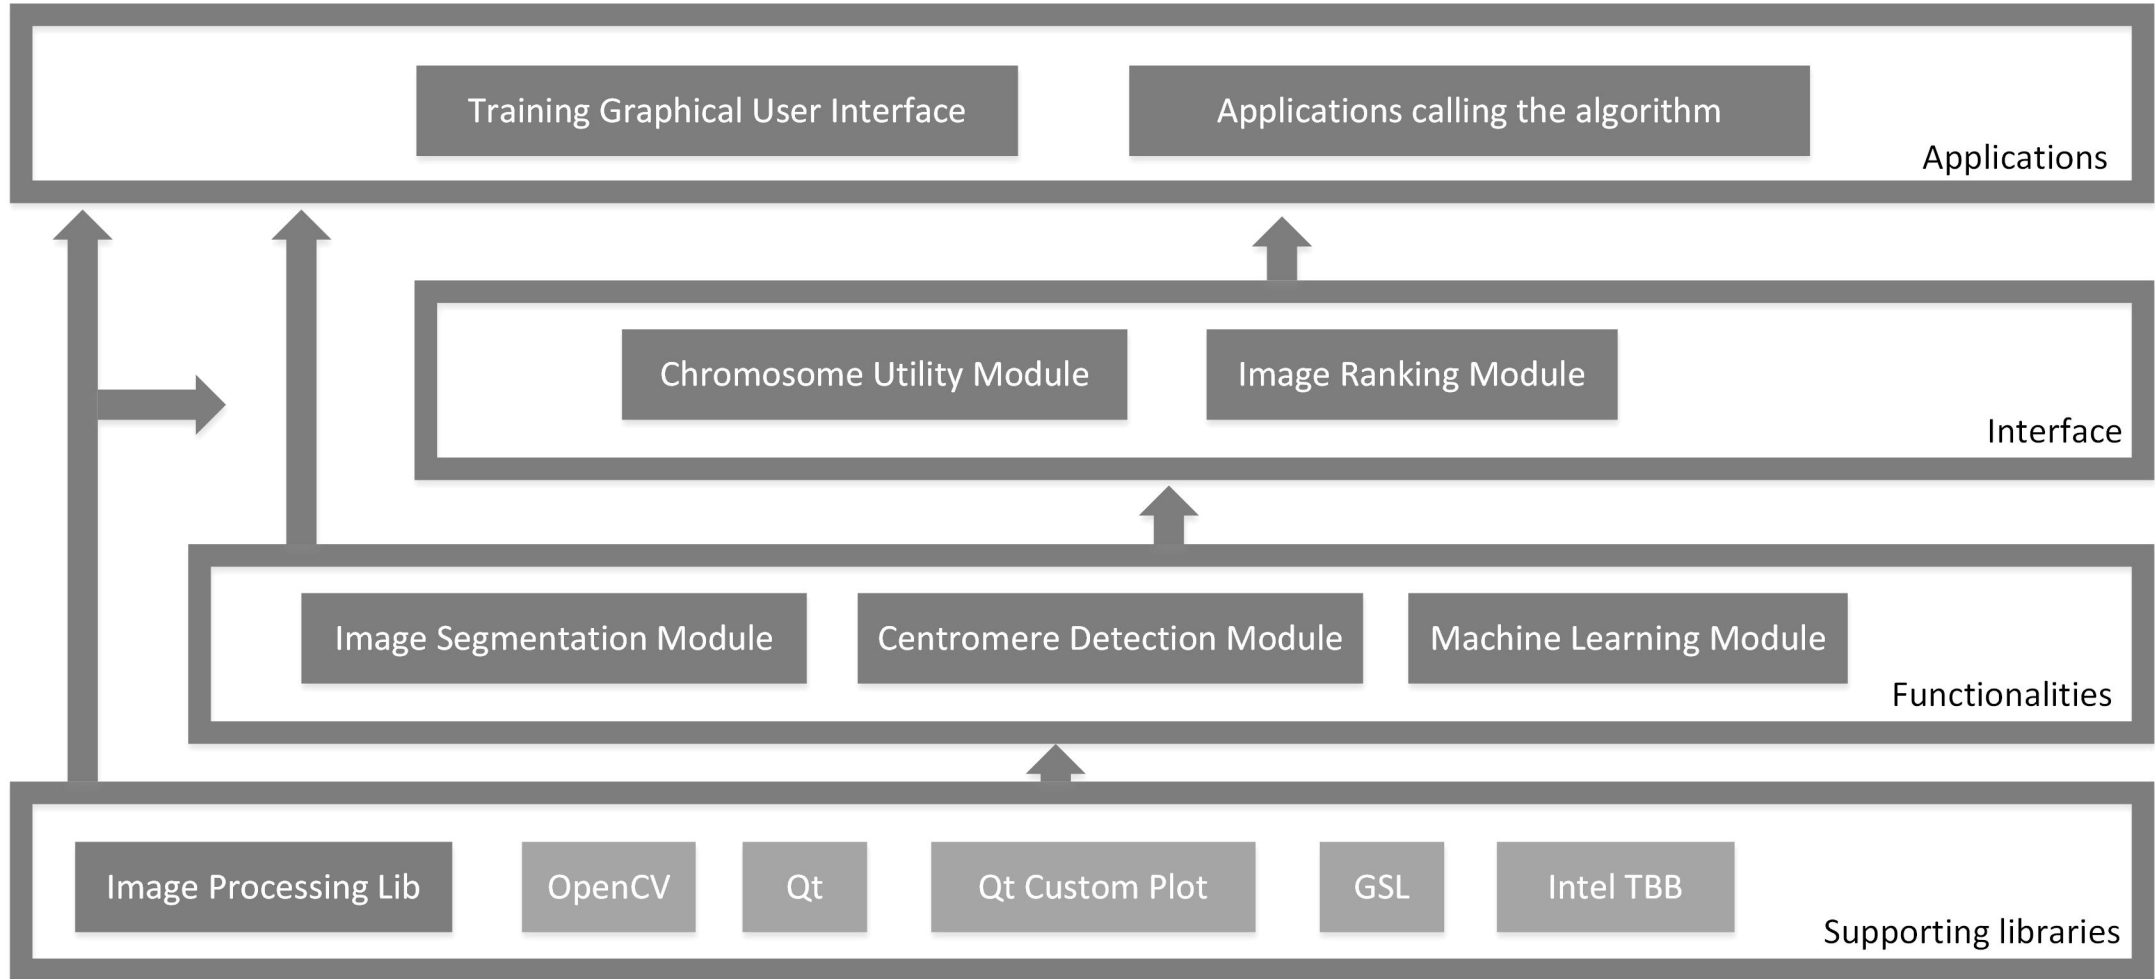 Training Graphical User Interface
Applications calling the algorithm
Applications
Chromosome Utility Module
Image Ranking Module
Interface
Image Segmentation Module
Centromere Detection Module
Machine Learning Module
Functionalities
Image Processing Lib
OpenCV
Qt
Qt Custom Plot
GSL
Intel TBB
Supporting libraries